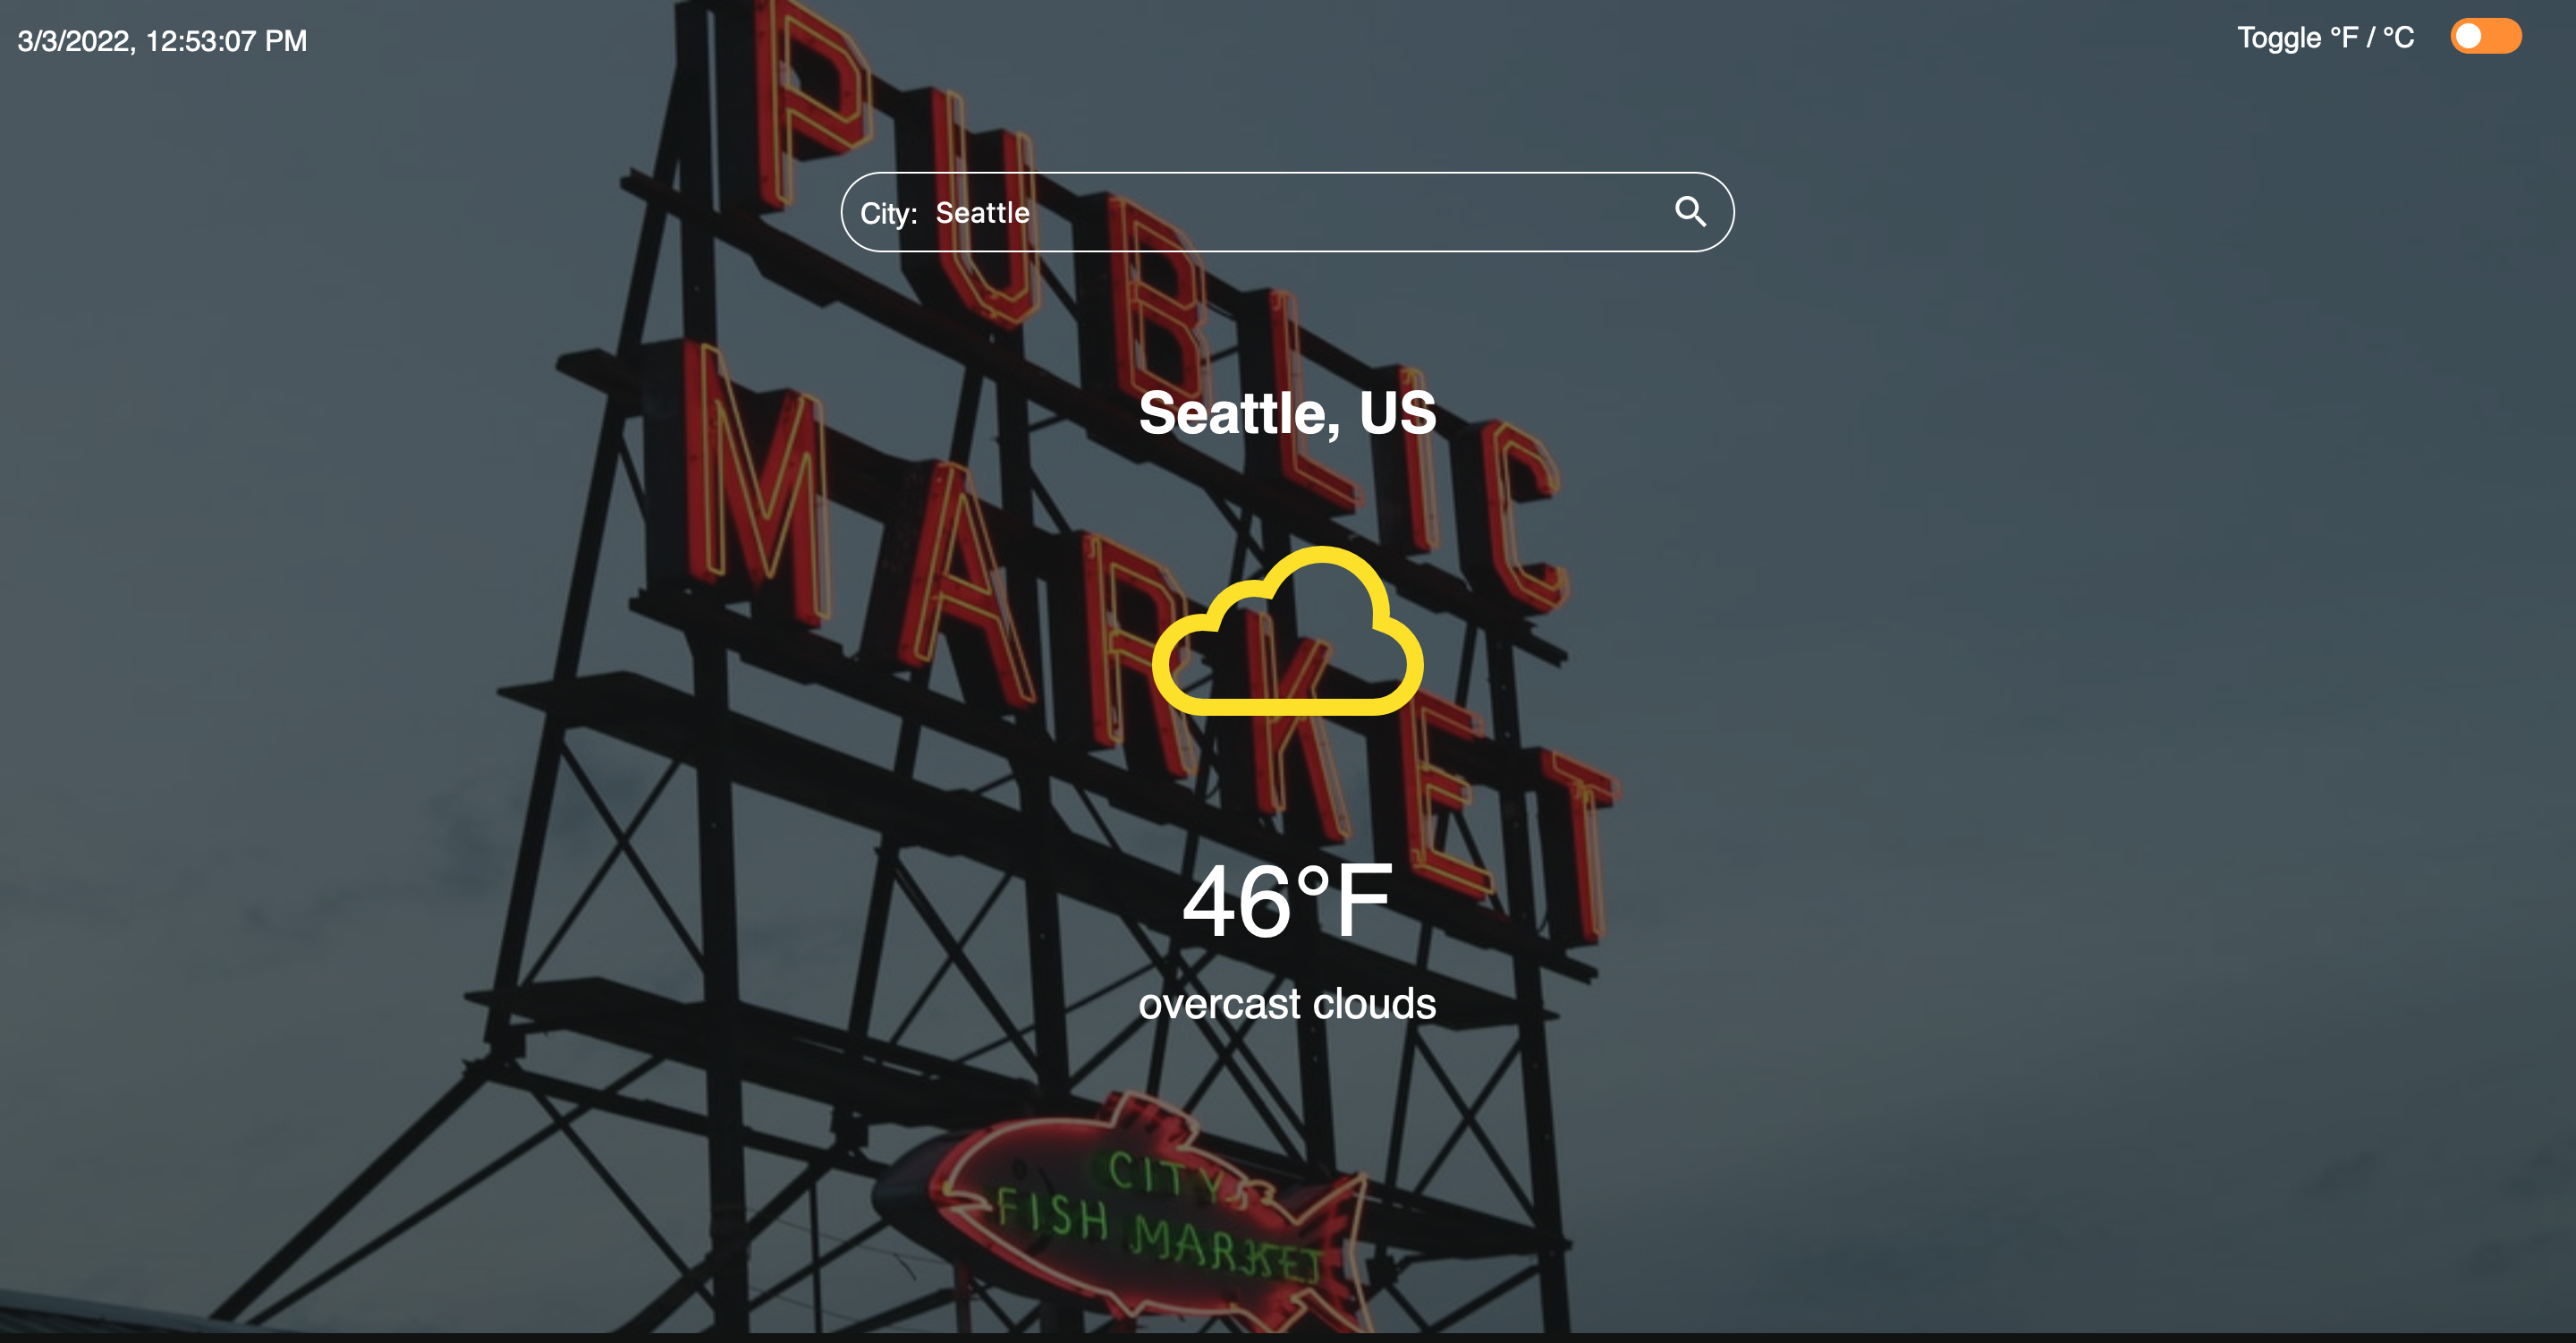 3/3/2022, 12:53:07 PM
Toggle °F / °C
City: Seattle
Seattle, US
46°F
overcast clouds
PUBLIC
MARKET
CITY
FISH MARKET